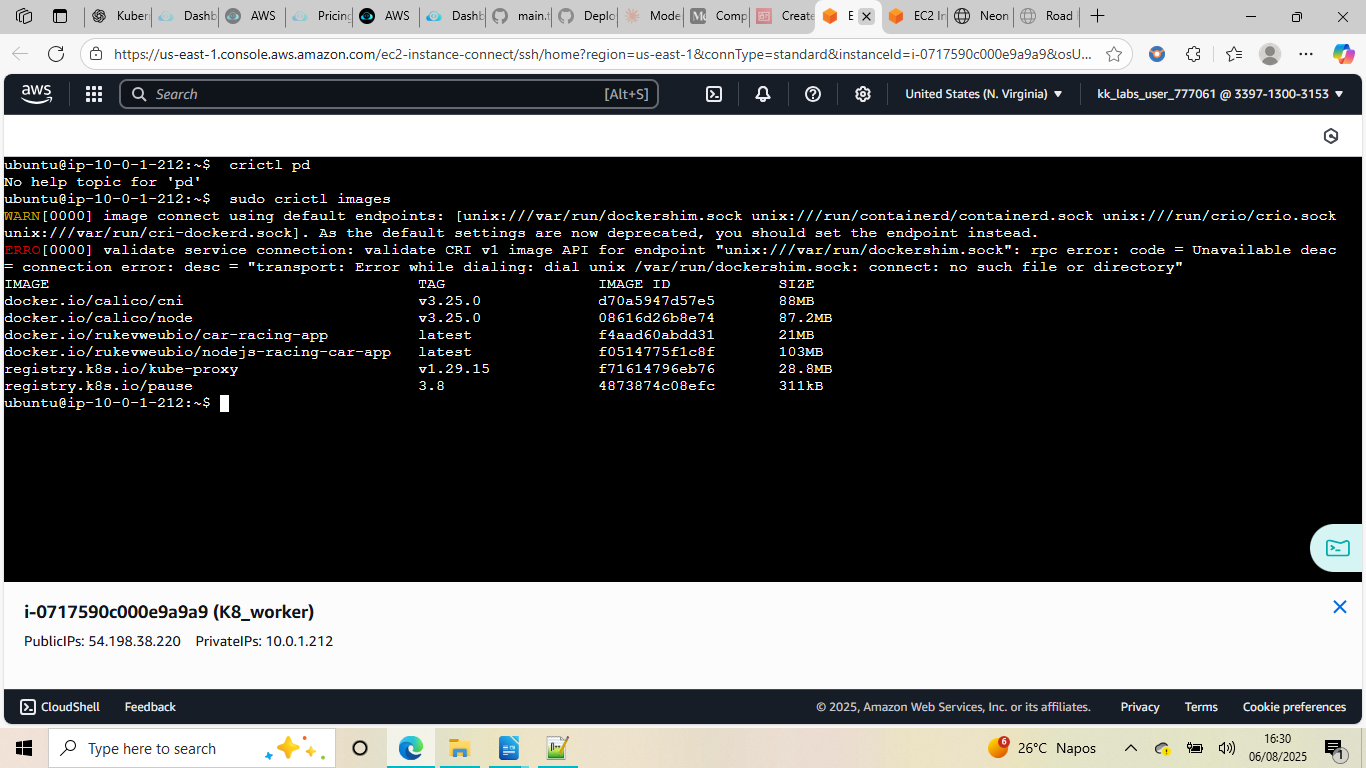 Kuber
Dashb
AWS
Pricing
AWS
Dashb
main.t
Deplo
Mode
Comp
Create
E
EC2 In
Neon
Road
https://us-east-1.console.aws.amazon.com/ec2-instance-connect/ssh/home?region=us-east-1&connType=standard&instanceId=i-0717590c000e9a9a9&osU...
aws
Search
[Alt+S]
United States (N. Virginia)
kk_labs_user_777061 @ 3397-1300-3153
ubuntu@ip-10-0-1-212:~$  crictl pd
No help topic for 'pd'
ubuntu@ip-10-0-1-212:~$  sudo crictl images
WARN[0000] image connect using default endpoints: [unix:///var/run/dockershim.sock unix:///run/containerd/containerd.sock unix:///run/crio/crio.sock
unix:///var/run/cri-dockerd.sock]. As the default settings are now deprecated, you should set the endpoint instead.
ERRO[0000] validate service connection: validate CRI v1 image API for endpoint "unix:///var/run/dockershim.sock": rpc error: code = Unavailable desc
= connection error: desc = "transport: Error while dialing: dial unix /var/run/dockershim.sock: connect: no such file or directory"
IMAGE TAG IMAGE ID SIZE
docker.io/calico/cni v3.25.0 d70a5947d57e5 88MB
docker.io/calico/node v3.25.0 08616d26b8e74 87.2MB
docker.io/rukevweubio/car-racing-app latest f4aad60abdd31 21MB
docker.io/rukevweubio/nodejs-racing-car-app latest f0514775f1c8f 103MB
registry.k8s.io/kube-proxy v1.29.15 f71614796eb76 28.8MB
registry.k8s.io/pause 3.8 4873874c08efc 311kB
ubuntu@ip-10-0-1-212:~$
i-0717590c000e9a9a9 (K8_worker)
PublicIPs: 54.198.38.220 PrivateIPs: 10.0.1.212
CloudShell Feedback © 2025, Amazon Web Services, Inc. or its affiliates. Privacy Terms Cookie preferences
Type here to search
6
26°C Napos
16:30
06/08/2025
1